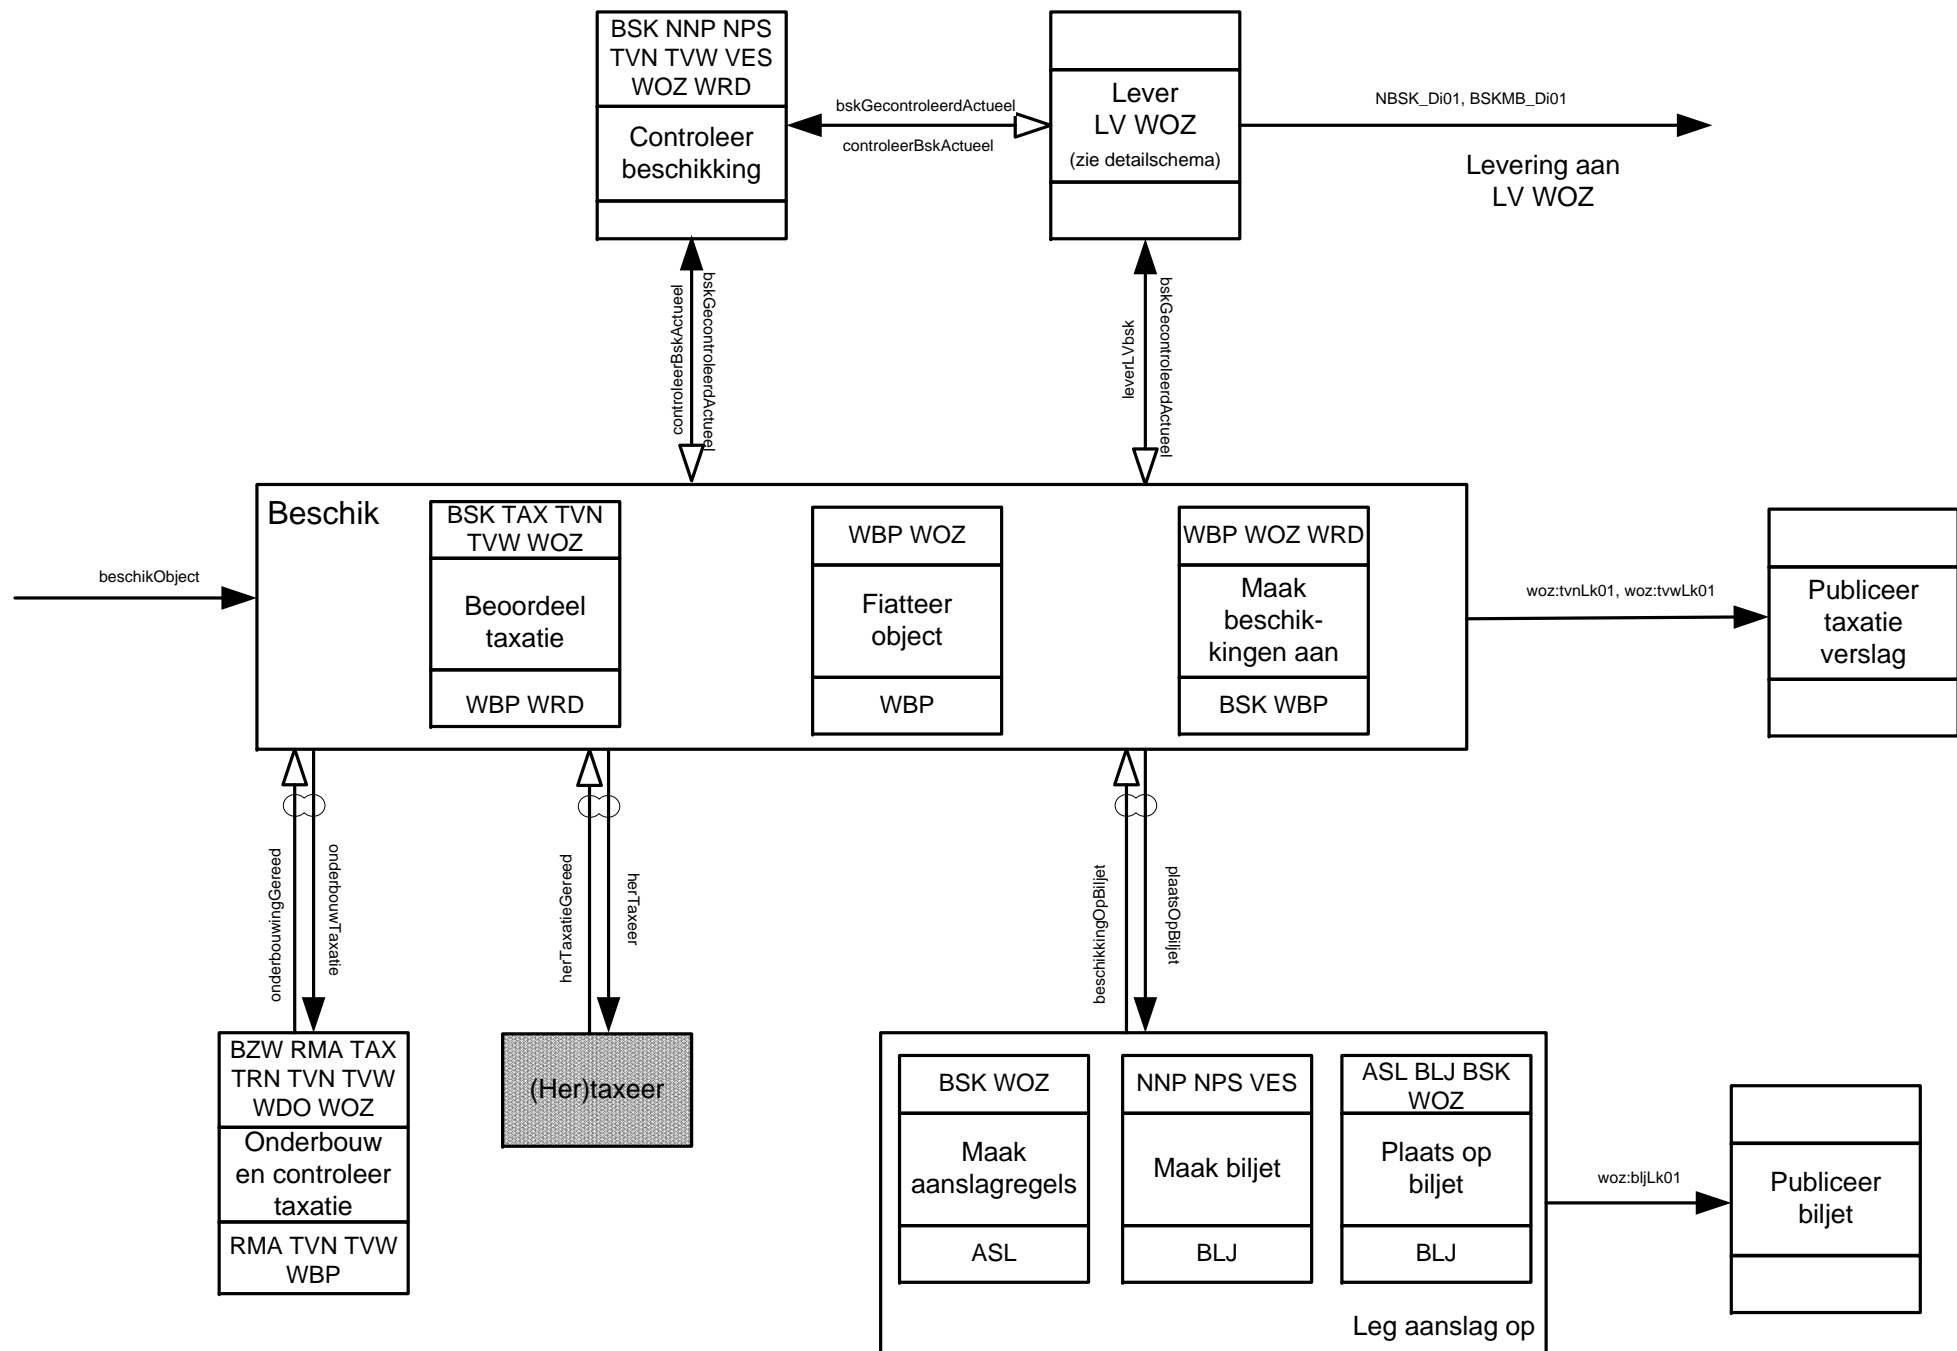 BSK NNP NPS
TVN TVW VES
WOZ WRD
Controleer
beschikking
bskGecontroleerdActueel
controleerBskActueel
Lever
LV WOZ
(zie detailschema)
NBSK_Di01, BSKMB_Di01
Levering aan
LV WOZ
controleerBskActueel
bskGecontroleerdActueel
leverLVbsk
bskGecontroleerdActueel
beschikObject
Beschik
BSK TAX TVN
TVW WOZ
Beoordeel
taxatie
WBP WRD
WBP WOZ
Fiatteer
object
WBP
WBP WOZ WRD
Maak
beschik-
kingen aan
BSK WBP
woz:tvnLk01, woz:tvwLk01
Publiceer
taxatie
verslag
onderbouwingGereed
onderbouwTaxatie
herTaxatieGereed
herTaxeer
beschikkingOpBiljet
plaatsOpBiljet
BZW RMA TAX
TRN TVN TVW
WDO WOZ
Onderbouw
en controleer
taxatie
RMA TVN TVW
WBP
(Her)taxeer
BSK WOZ
Maak
aanslagregels
ASL
NNP NPS VES
Maak biljet
BLJ
ASL BLJ BSK
WOZ
Plaats op
biljet
BLJ
Leg aanslag op
woz:bljLk01
Publiceer
biljet